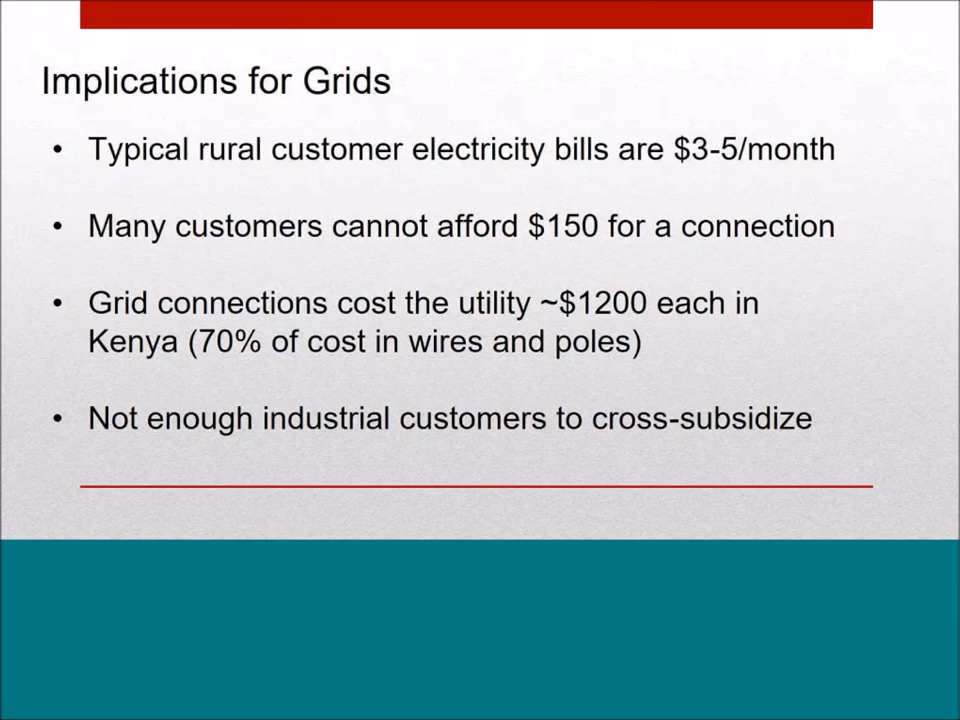 Implications for Grids
• Typical rural customer electricity bills are $3-5/month
• Many customers cannot afford $150 for a connection
• Grid connections cost the utility ~$1200 each in
Kenya (70% of cost in wires and poles)
• Not enough industrial customers to cross-subsidize